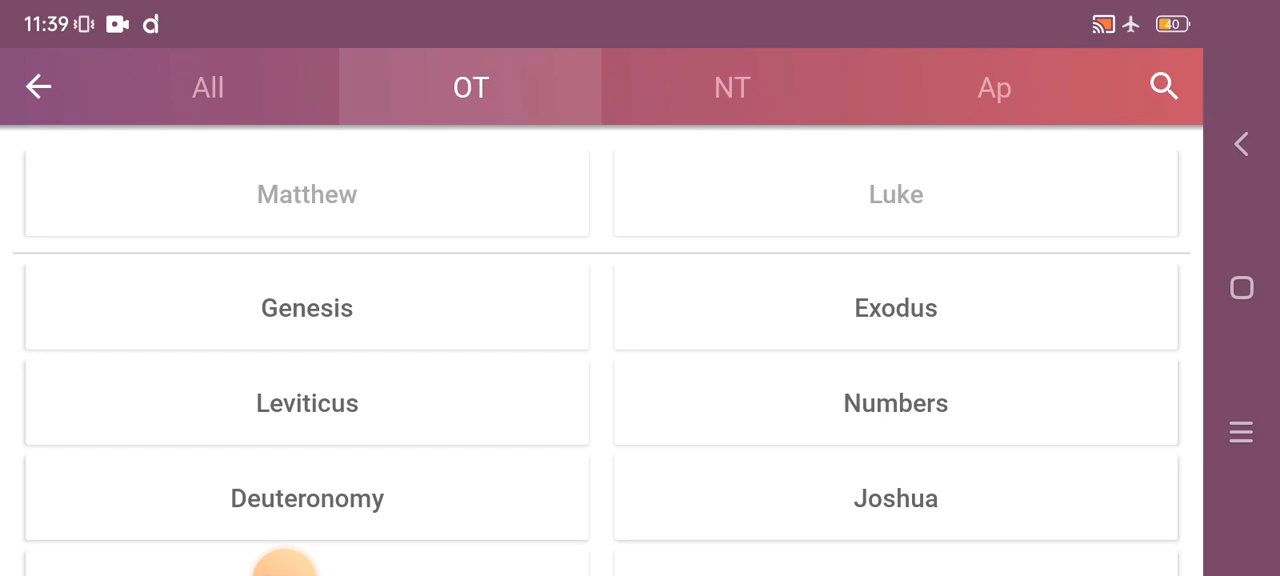 11:39 d 40
All OT NT Ap
Matthew Luke
Genesis Exodus
Leviticus Numbers
Deuteronomy Joshua